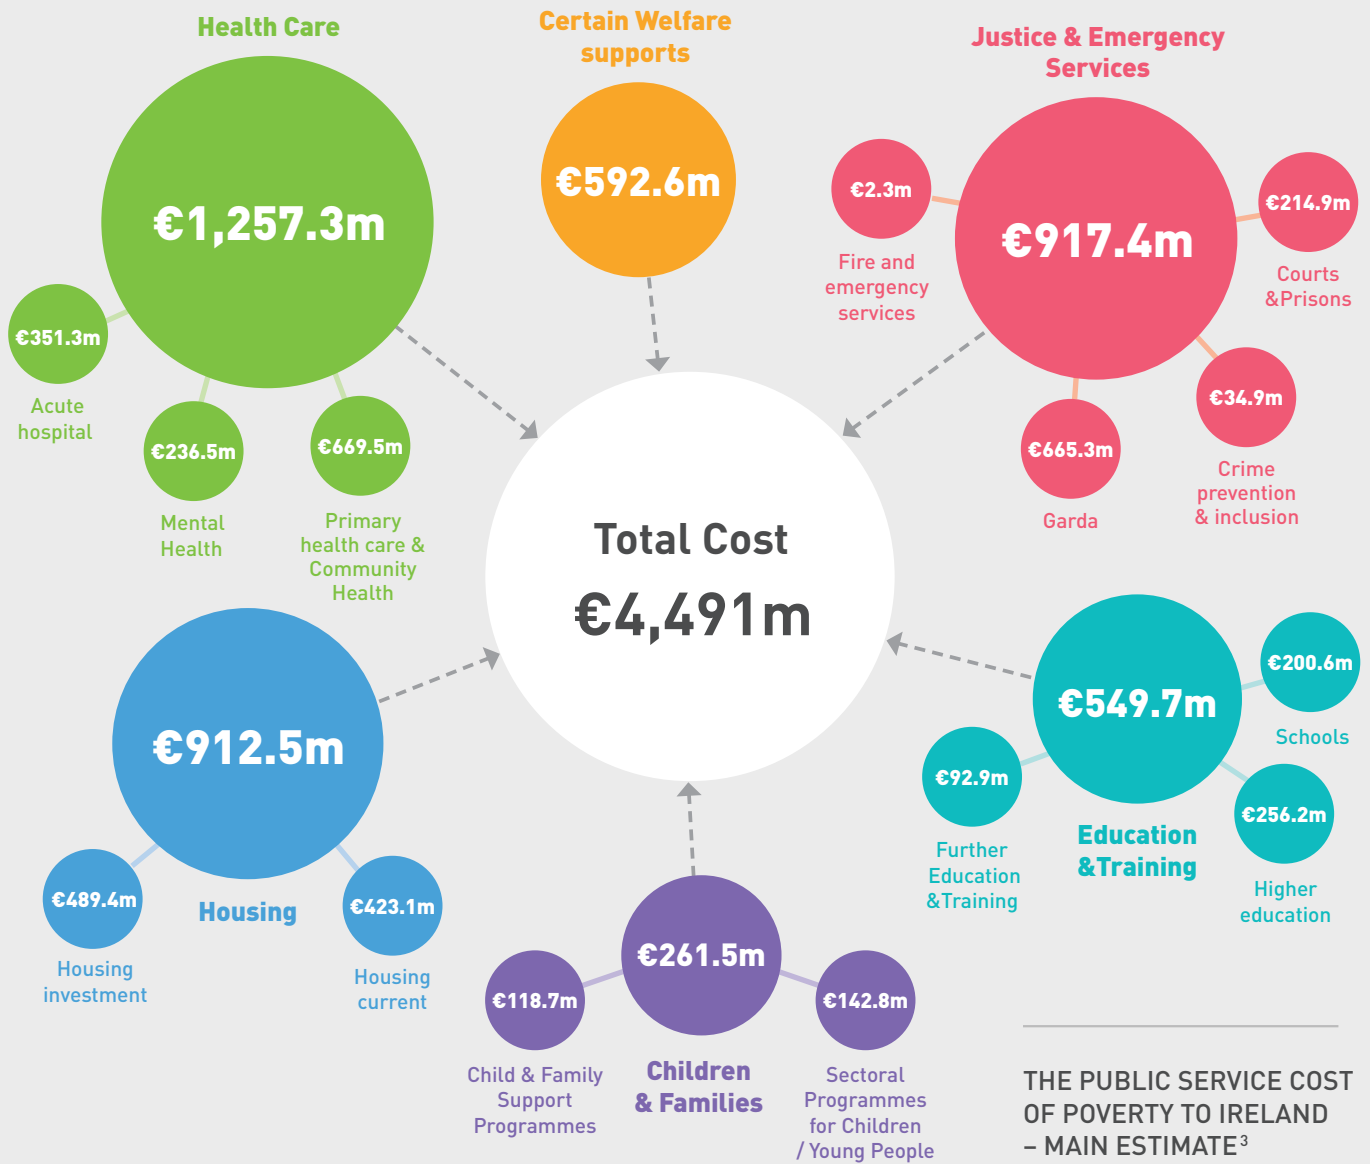 Health Care
€1,257.3m
€351.3m
Acute
hospital
€236.5m
Mental
Health
€669.5m
Primary
health care &
Community
Health
Certain Welfare
supports
€592.6m
Justice & Emergency
Services
€917.4m
€2.3m
Fire and
emergency
services
€214.9m
Courts
&Prisons
€34.9m
Crime
prevention
& inclusion
€665.3m
Garda
Total Cost
€4,491m
€912.5m
Housing
€489.4m
Housing
investment
€423.1m
Housing
current
€261.5m
Children
& Families
€118.7m
Child & Family
Support
Programmes
€142.8m
Sectoral
Programmes
for Children
/ Young People
€549.7m
Education
&Training
€200.6m
Schools
€92.9m
Further
Education
&Training
€256.2m
Higher
education
THE PUBLIC SERVICE COST
OF POVERTY TO IRELAND
– MAIN ESTIMATE³